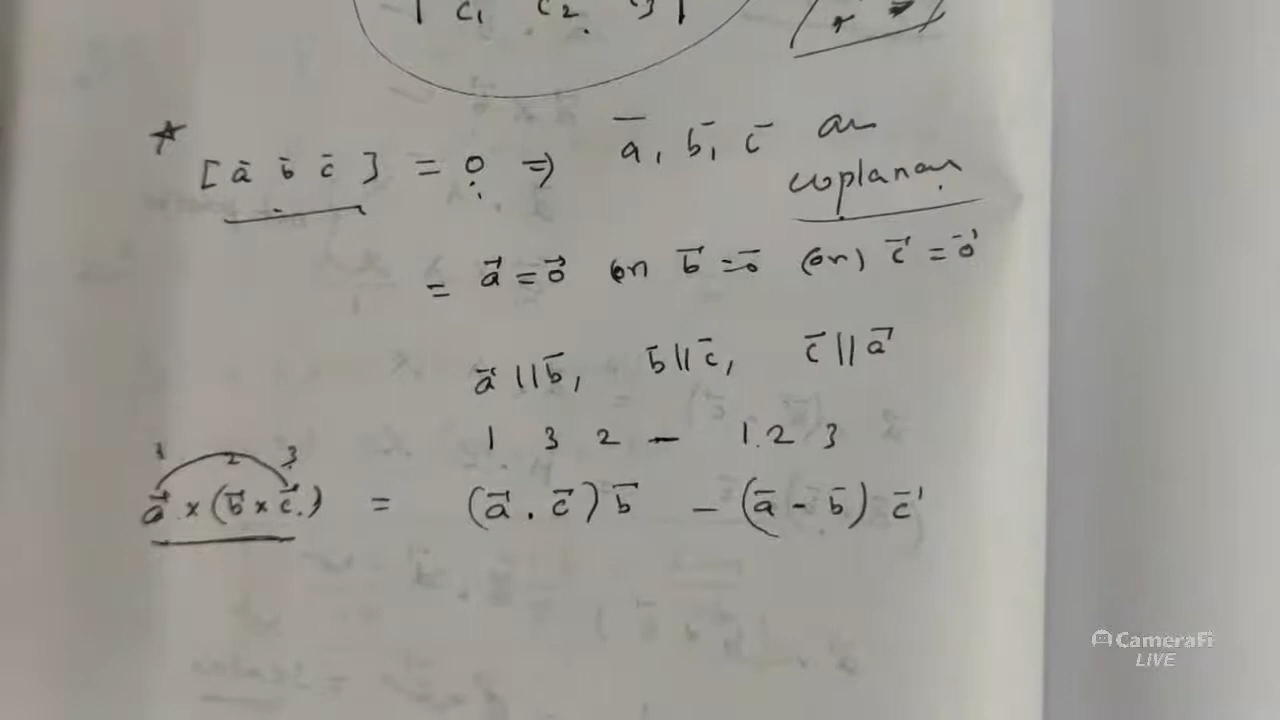 | c₁ c₂ c₃ |
* [ā b̄ c̄] = 0 ⇒ ā, b̄, c̄ are
coplanar
= a⃗ = 0⃗ (or) b⃗ = 0̄ (or) c⃗ = 0⃗
a⃗ || b̄, b̄ || c̄, c̄ || a⃗
1 3 2 – 1 2 3
1 2 3
a⃗ × (b⃗ × c⃗) = (a⃗ . c⃗) b̄ – (ā - b̄) c⃗
CameraFi
LIVE